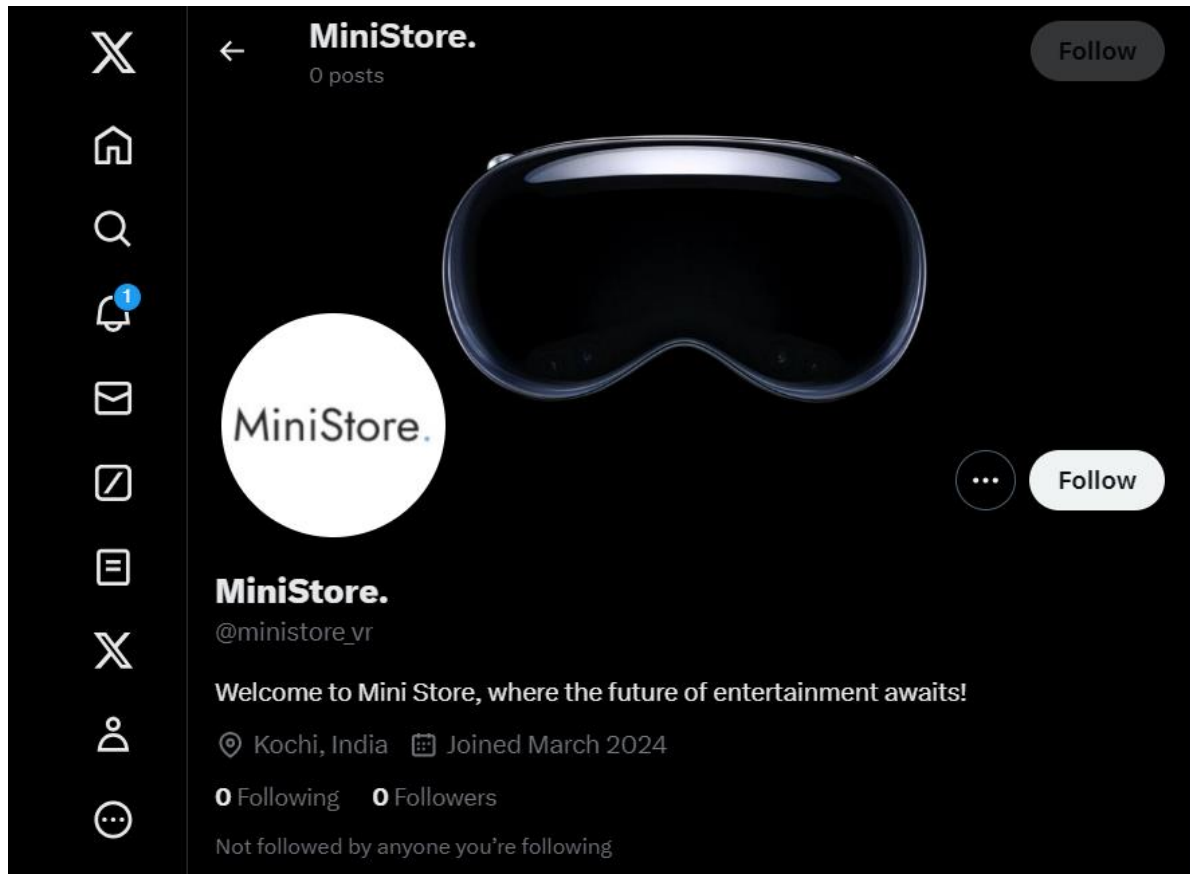 MiniStore.
0 posts
Follow
1
MiniStore.
Follow
MiniStore.
@ministore_vr
Welcome to Mini Store, where the future of entertainment awaits!
Kochi, India Joined March 2024
0 Following 0 Followers
Not followed by anyone you’re following